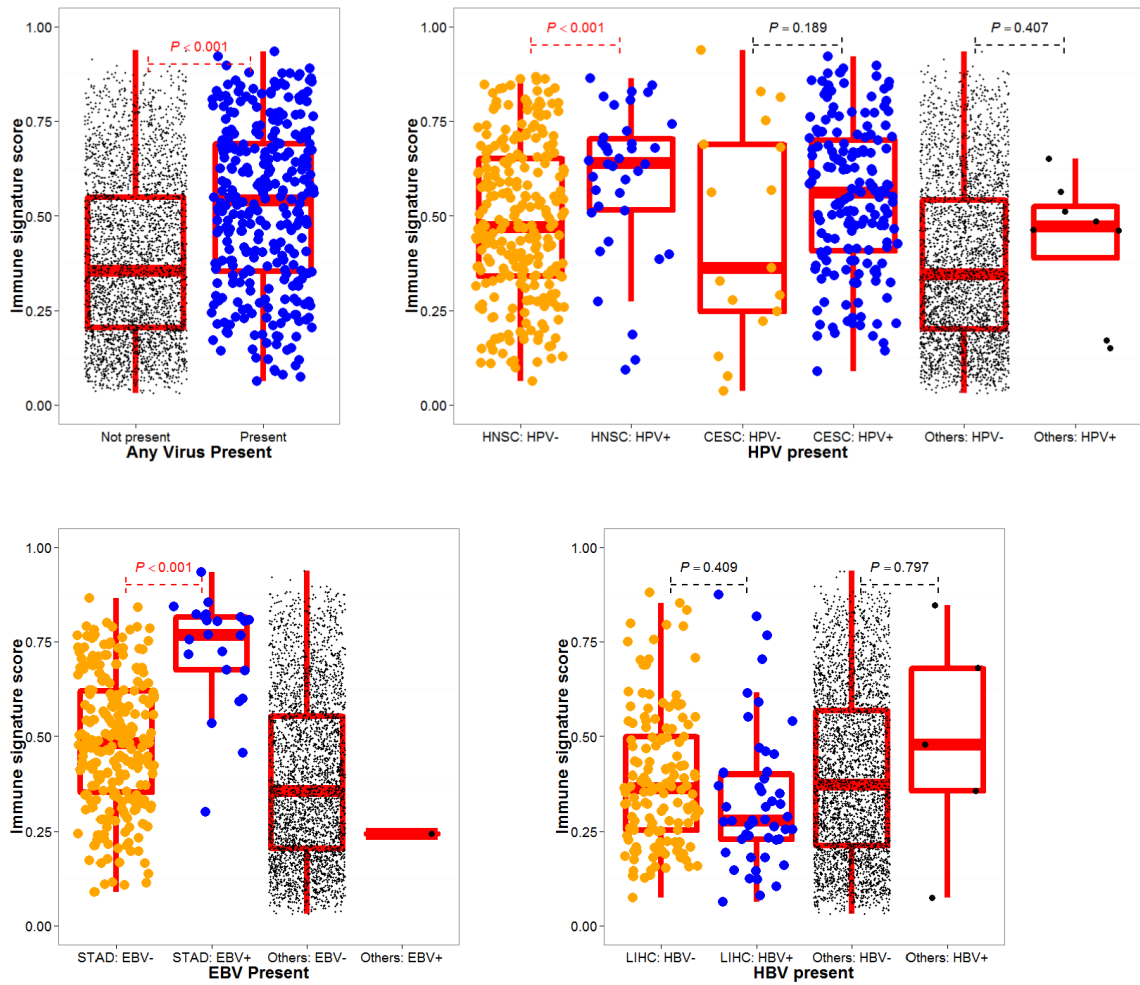 Immune signature score
1.00
0.75
0.50
0.25
0.00
P < 0.001
Not present
Present
Any Virus Present
Immune signature score
1.00
0.75
0.50
0.25
0.00
P < 0.001
P = 0.189
P = 0.407
HNSC: HPV-
HNSC: HPV+
CESC: HPV-
CESC: HPV+
Others: HPV-
Others: HPV+
HPV present
Immune signature score
1.00
0.75
0.50
0.25
0.00
P < 0.001
STAD: EBV-
STAD: EBV+
Others: EBV-
Others: EBV+
EBV Present
Immune signature score
1.00
0.75
0.50
0.25
0.00
P = 0.409
P = 0.797
LIHC: HBV-
LIHC: HBV+
Others: HBV-
Others: HBV+
HBV present